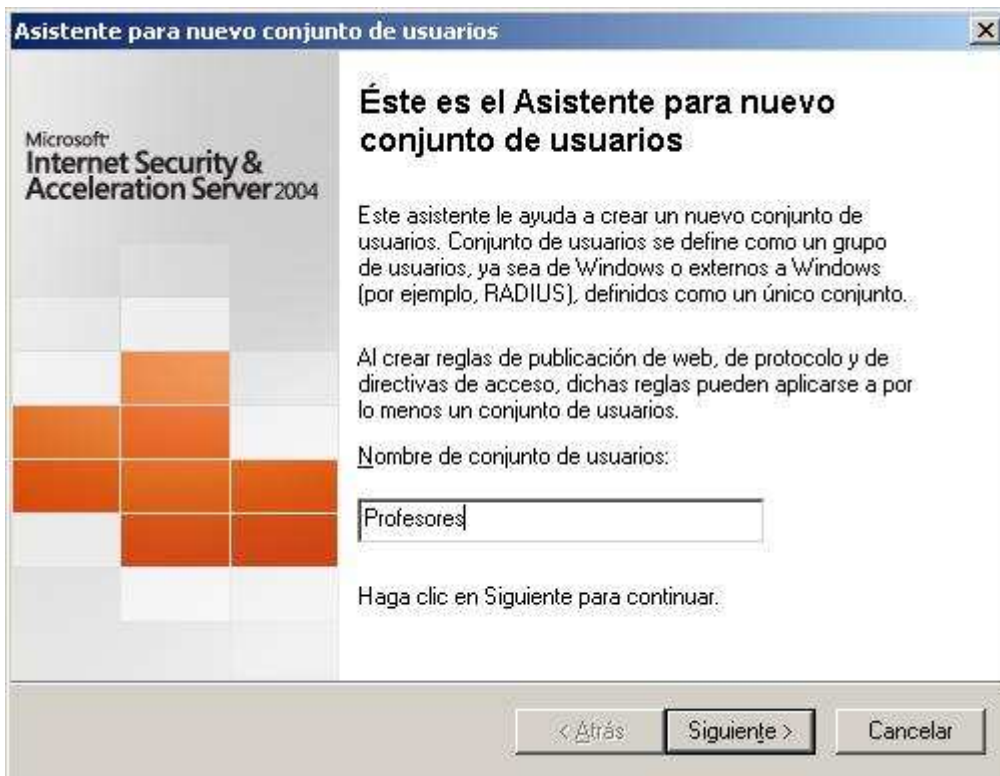 Asistente para nuevo conjunto de usuarios
Microsoft
Internet Security &
Acceleration Server 2004
Éste es el Asistente para nuevo
conjunto de usuarios
Este asistente le ayuda a crear un nuevo conjunto de
usuarios. Conjunto de usuarios se define como un grupo
de usuarios, ya sea de Windows o externos a Windows
(por ejemplo, RADIUS), definidos como un único conjunto.
Al crear reglas de publicación de web, de protocolo y de
directivas de acceso, dichas reglas pueden aplicarse a por
lo menos un conjunto de usuarios.
Nombre de conjunto de usuarios:
Profesores
Haga clic en Siguiente para continuar.
< Atrás
Siguiente >
Cancelar